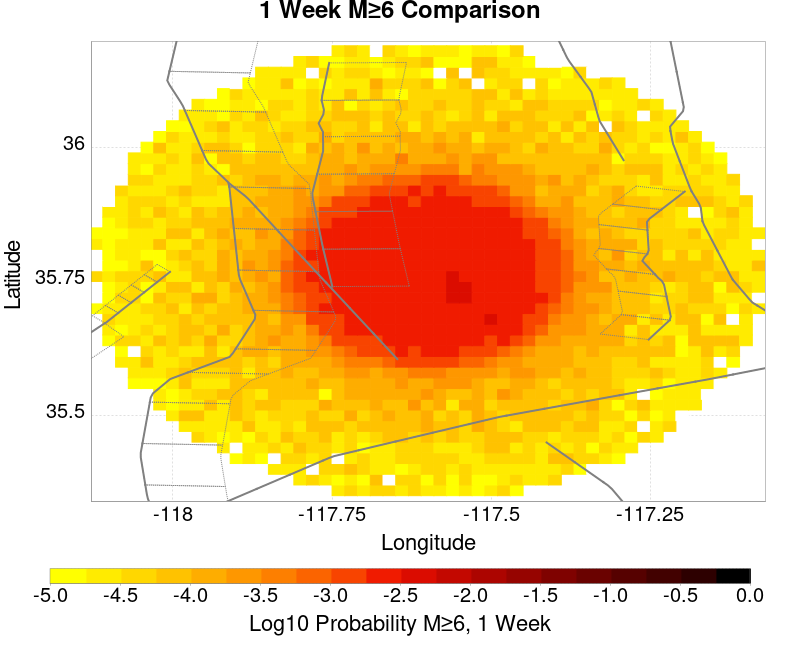 1 Week M≥6 Comparison
Latitude
36
35.75
35.5
-118 -117.75 -117.5 -117.25
Longitude
-5.0 -4.5 -4.0 -3.5 -3.0 -2.5 -2.0 -1.5 -1.0 -0.5 0.0
Log10 Probability M≥6, 1 Week